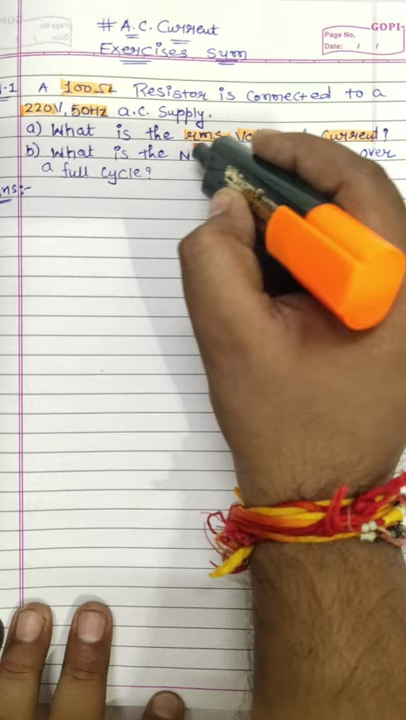 # A.C. Current
Exercises Sum
GOPI
Page No.
Date: / /
1 A 100Ω Resistor is connected to a
220V, 50Hz a.c. Supply.
a) What is the rms current?
b) What is the over
a full cycle?
ns:-